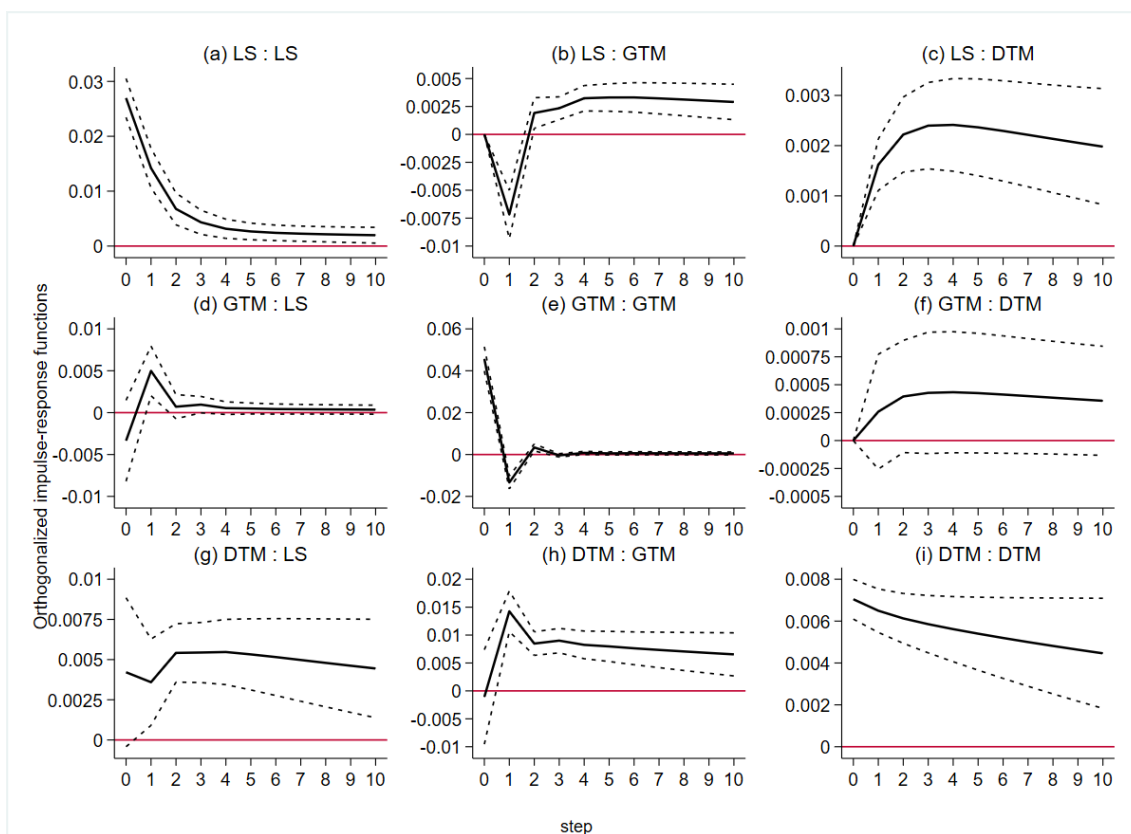 Orthogonalized impulse-response functions
(a) LS : LS
0.03
0.02
0.01
0
0 1 2 3 4 5 6 7 8 9 10
(b) LS : GTM
0.005
0.0025
0
-0.0025
-0.005
-0.0075
-0.01
0 1 2 3 4 5 6 7 8 9 10
(c) LS : DTM
0.003
0.002
0.001
0
0 1 2 3 4 5 6 7 8 9 10
(d) GTM : LS
0.01
0.005
0
-0.005
-0.01
0 1 2 3 4 5 6 7 8 9 10
(e) GTM : GTM
0.06
0.04
0.02
0
-0.02
0 1 2 3 4 5 6 7 8 9 10
(f) GTM : DTM
0.001
0.00075
0.0005
0.00025
0
-0.00025
-0.0005
0 1 2 3 4 5 6 7 8 9 10
(g) DTM : LS
0.01
0.0075
0.005
0.0025
0
0 1 2 3 4 5 6 7 8 9 10
(h) DTM : GTM
0.02
0.015
0.01
0.005
0
-0.005
-0.01
0 1 2 3 4 5 6 7 8 9 10
(i) DTM : DTM
0.008
0.006
0.004
0.002
0
0 1 2 3 4 5 6 7 8 9 10
step